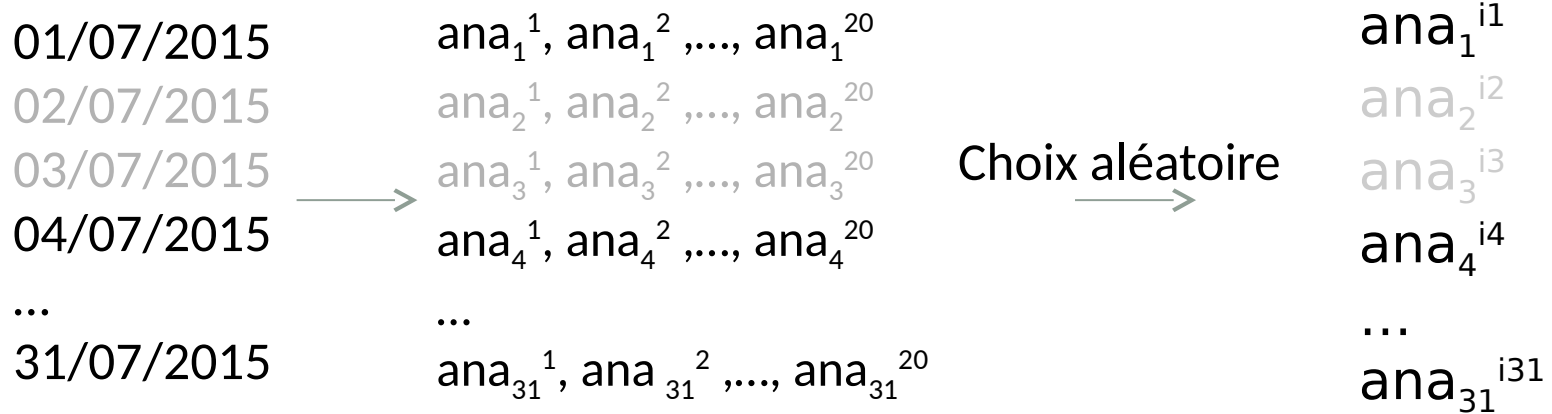 01/07/2015
02/07/2015
03/07/2015
04/07/2015
...
31/07/2015
ana₁¹, ana₁² ,..., ana₁²⁰
ana₂¹, ana₂² ,..., ana₂²⁰
ana₃¹, ana₃² ,..., ana₃²⁰
ana₄¹, ana₄² ,..., ana₄²⁰
...
ana₃₁¹, ana ₃₁² ,..., ana₃₁²⁰
Choix aléatoire
ana₁ⁱ¹
ana₂ⁱ²
ana₃ⁱ³
ana₄ⁱ⁴
...
ana₃₁ⁱ³¹